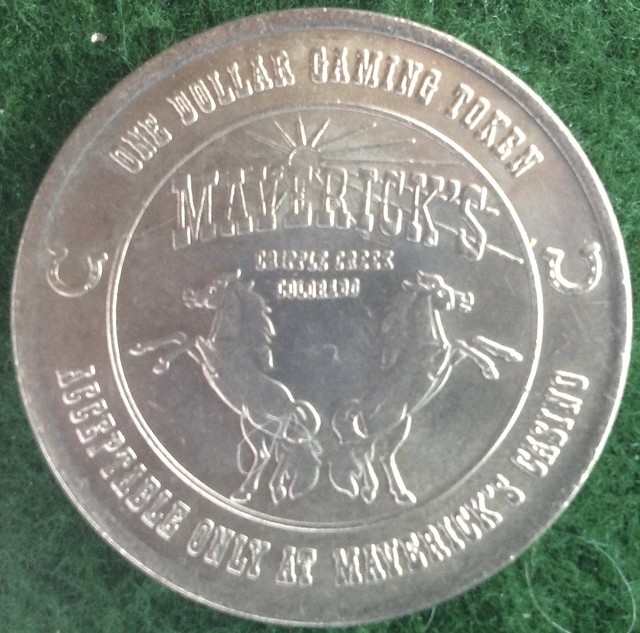 ONE DOLLAR GAMING TOKEN
MAVERICK'S
CRIPPLE CREEK
COLORADO
ACCEPTABLE ONLY AT MAVERICK'S CASINO